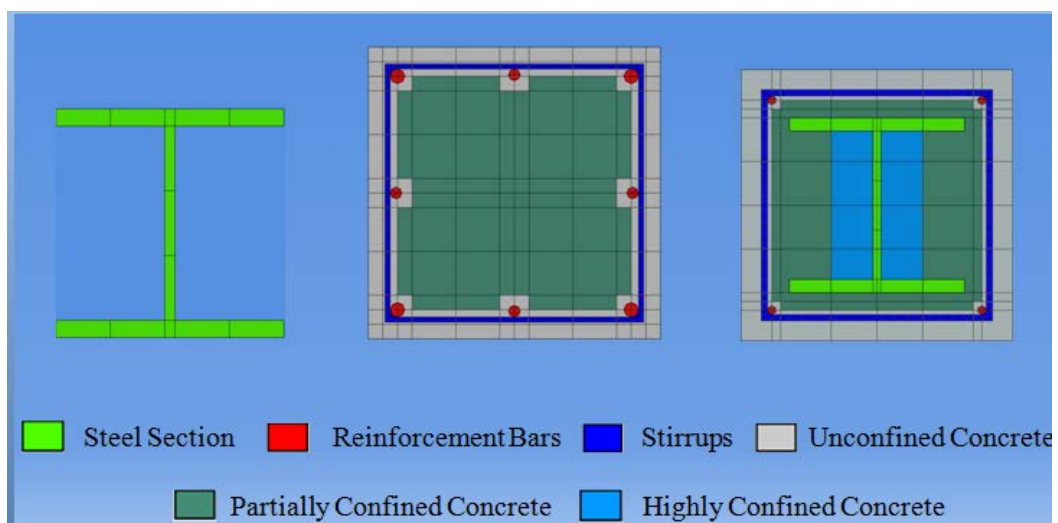 Steel Section Reinforcement Bars Stirrups Unconfined Concrete
Partially Confined Concrete Highly Confined Concrete